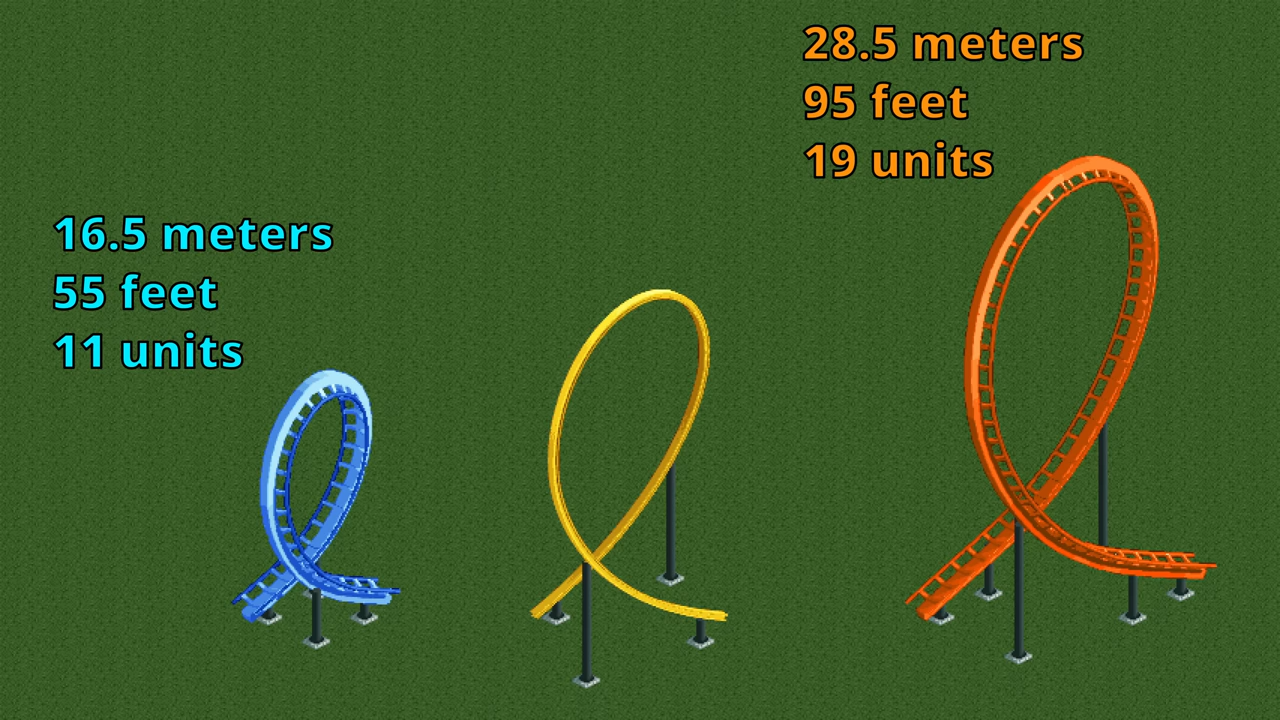 28.5 meters
95 feet
19 units
16.5 meters
55 feet
11 units